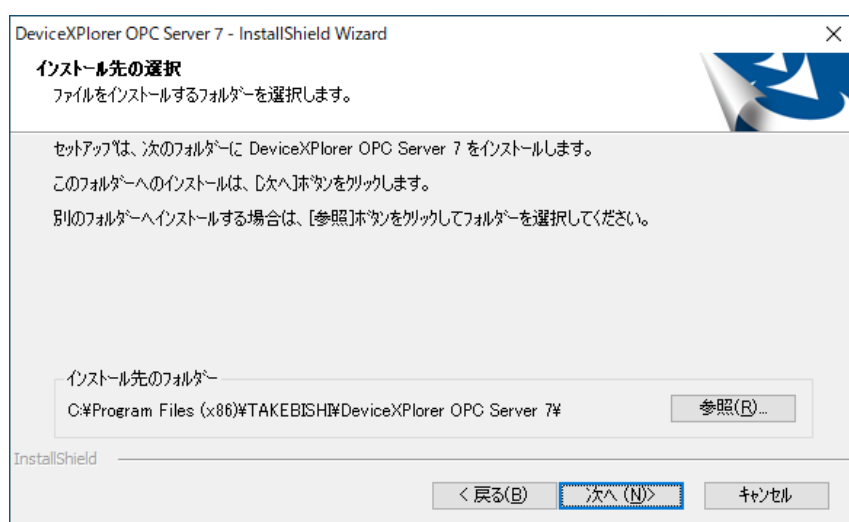 DeviceXPlorer OPC Server 7 - InstallShield Wizard
インストール先の選択
ファイルをインストールするフォルダーを選択します。
セットアップは、次のフォルダーに DeviceXPlorer OPC Server 7 をインストールします。
このフォルダーへのインストールは、[次へ]ボタンをクリックします。
別のフォルダーへインストールする場合は、[参照]ボタンをクリックしてフォルダーを選択してください。
インストール先のフォルダー
C:¥Program Files (x86)¥TAKEBISHI¥DeviceXPlorer OPC Server 7¥
参照(R)...
InstallShield
< 戻る(B)
次へ (N)>
キャンセル